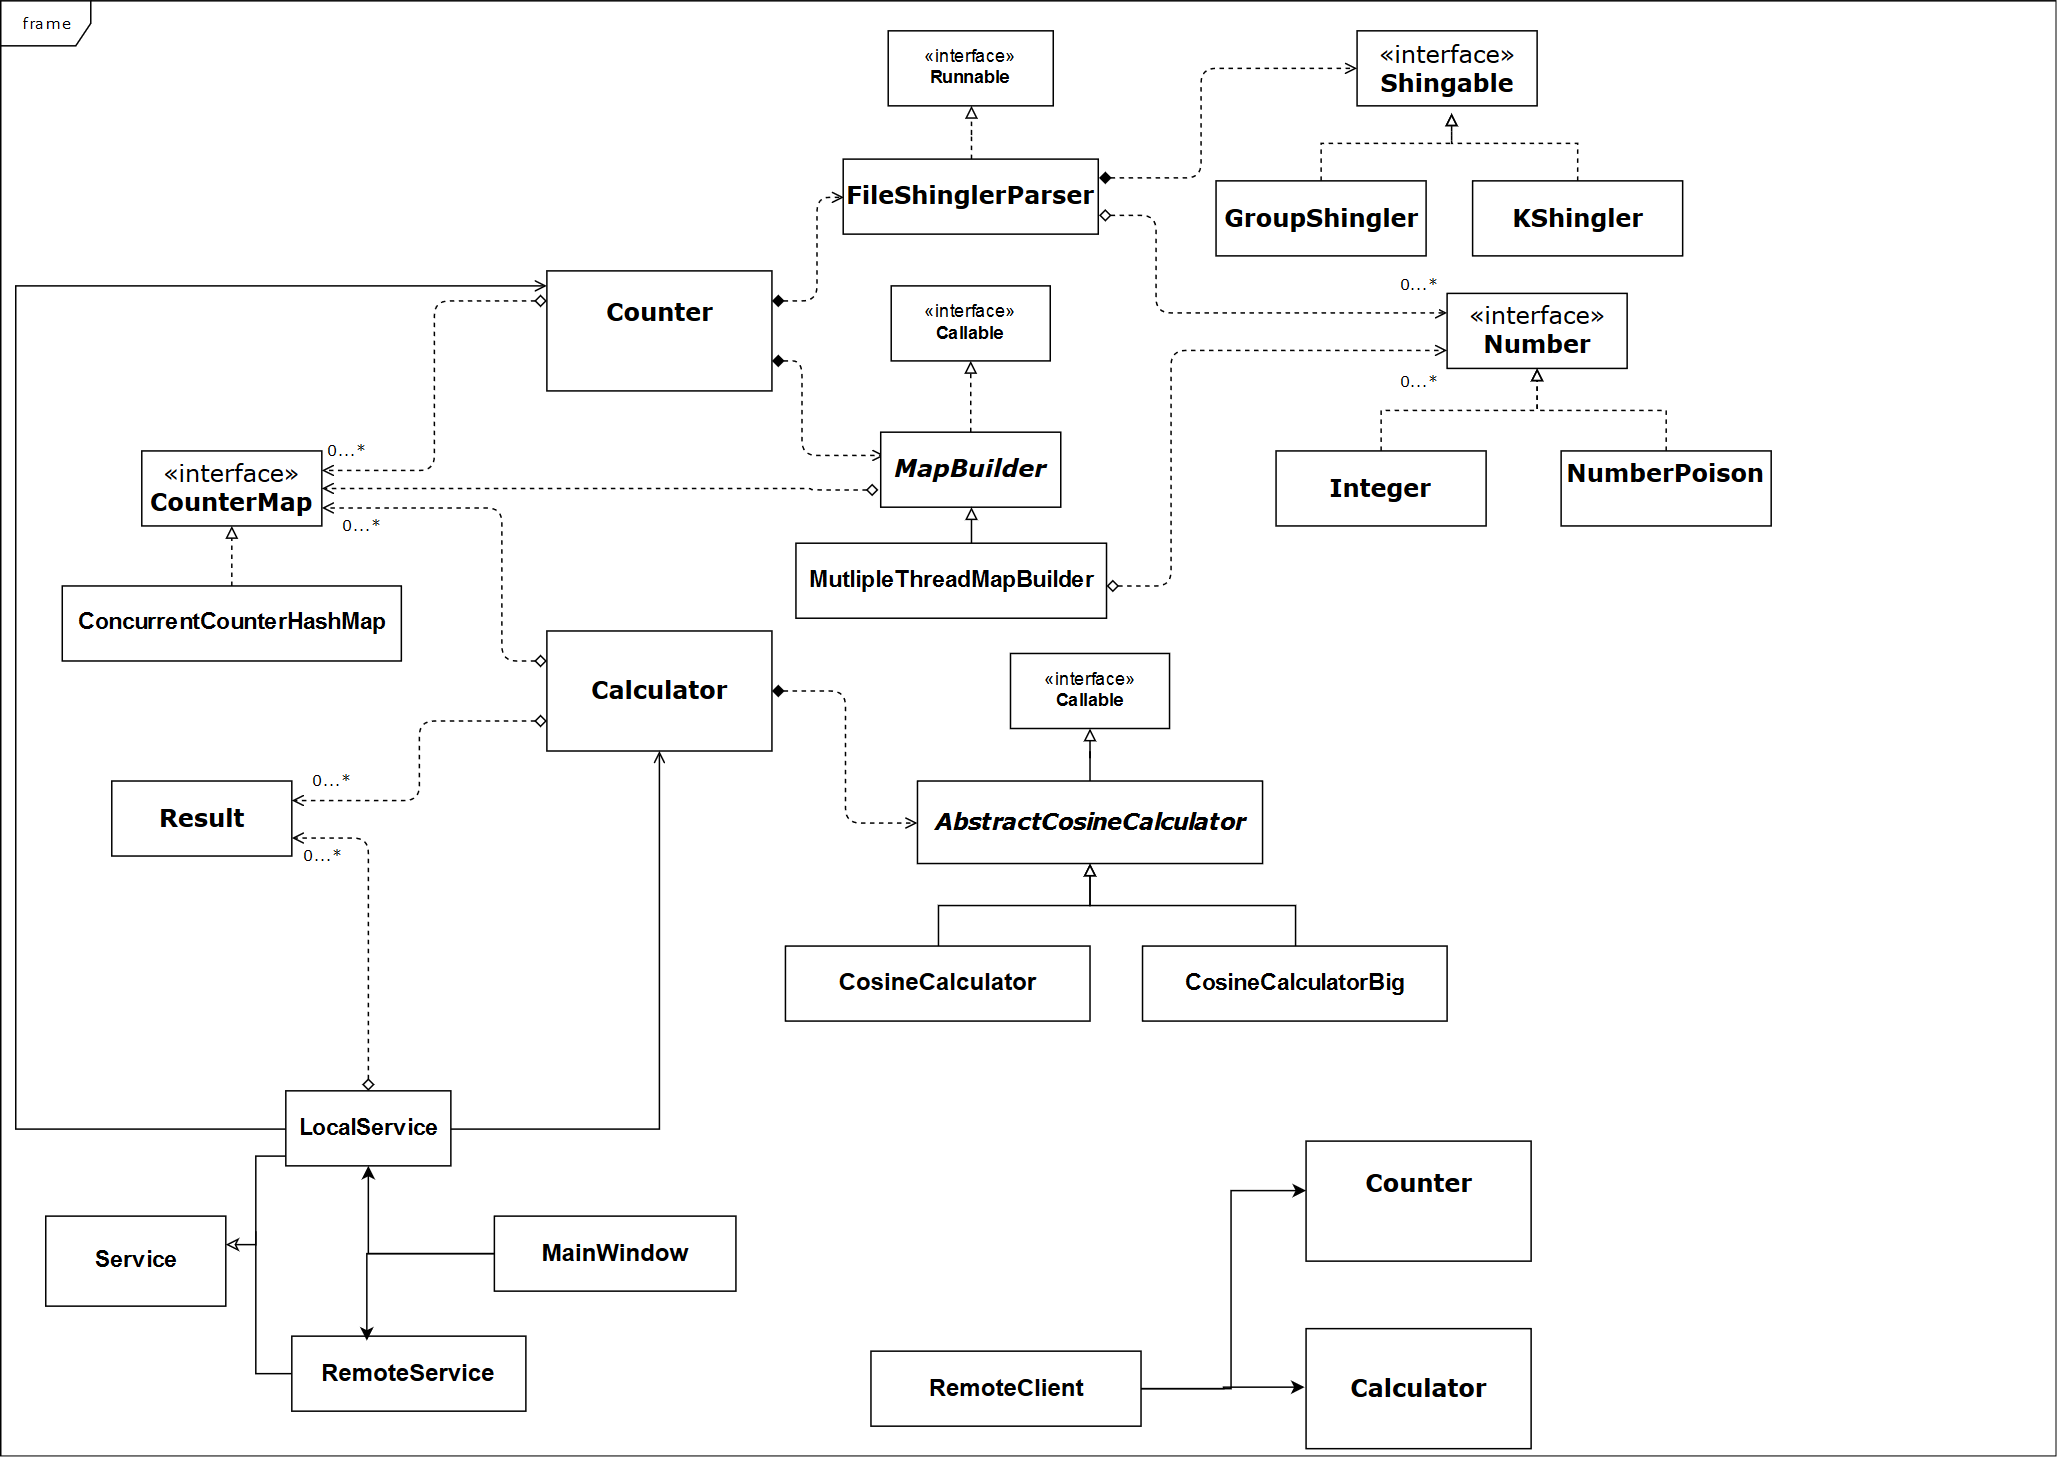 frame
«interface»
Runnable
«interface»
Shingable
FileShinglerParser
GroupShingler
KShingler
Counter
«interface»
Callable
0...*
«interface»
Number
0...*
MapBuilder
0...*
«interface»
CounterMap
0...*
Integer
NumberPoison
MutlipleThreadMapBuilder
ConcurrentCounterHashMap
Calculator
«interface»
Callable
0...*
Result
0...*
AbstractCosineCalculator
CosineCalculator
CosineCalculatorBig
LocalService
Counter
Service
MainWindow
RemoteService
RemoteClient
Calculator